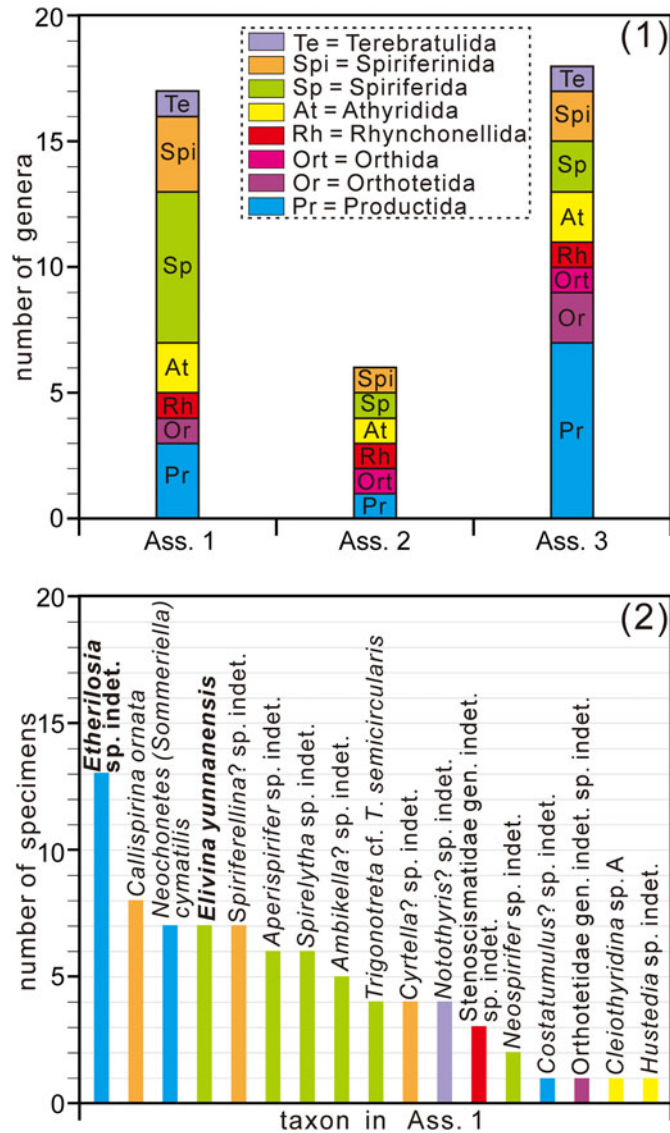 (1)
20
15
10
5
0
number of genera
Te = Terebratulida
Spi = Spiriferinida
Sp = Spiriferida
At = Athyridida
Rh = Rhynchonellida
Ort = Orthida
Or = Orthotetida
Pr = Productida
Te
Spi
Sp
At
Rh
Or
Pr
Spi
Sp
At
Rh
Ort
Pr
Te
Spi
Sp
At
Rh
Ort
Or
Pr
Ass. 1
Ass. 2
Ass. 3
(2)
20
15
10
5
0
number of specimens
Etherilosia
sp. indet.
Callispirina ornata
Neochonetes (Sommeriella)
cymatilis
Elivina yunnanensis
Spiriferellina? sp. indet.
Aperispirifer sp. indet.
Spirelytha sp. indet.
Ambikella? sp. indet.
Trigonotreta cf. T. semicircularis
Cyrtella? sp. indet.
Notothyris? sp. indet.
Stenoscismatidae gen. indet.
sp. indet.
Neospirifer sp. indet.
Costatumulus? sp. indet.
Orthotetidae gen. indet. sp. indet.
Cleiothyridina sp. A
Hustedia sp. indet.
taxon in Ass. 1